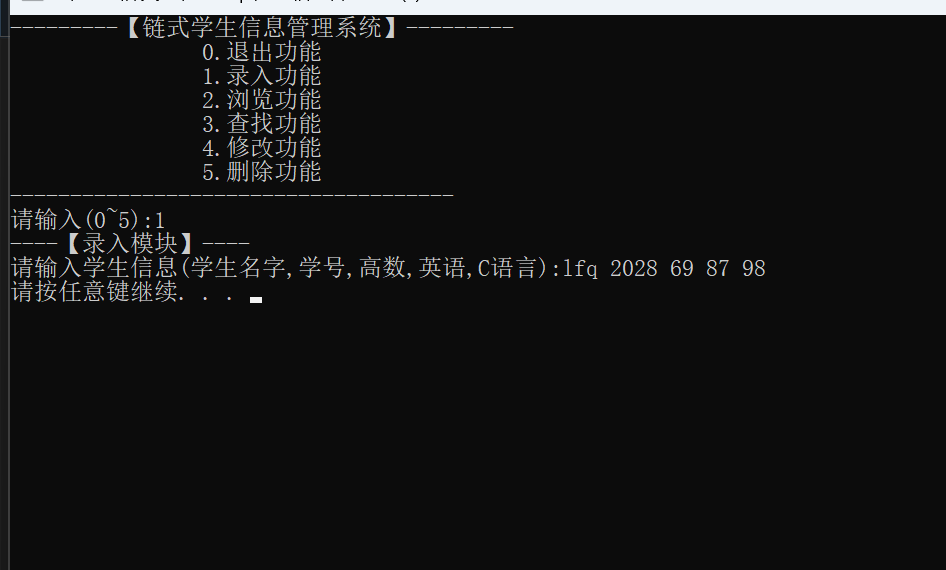 ---------【链式学生信息管理系统】---------
0.退出功能
1.录入功能
2.浏览功能
3.查找功能
4.修改功能
5.删除功能
-------------------------------------
请输入(0~5):1
----【录入模块】----
请输入学生信息(学生名字,学号,高数,英语,C语言):lfq 2028 69 87 98
请按任意键继续. . .